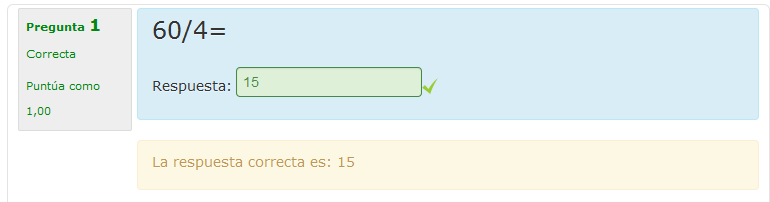 Pregunta 1
Correcta
Puntúa como
1,00
60/4=
Respuesta: 15
La respuesta correcta es: 15